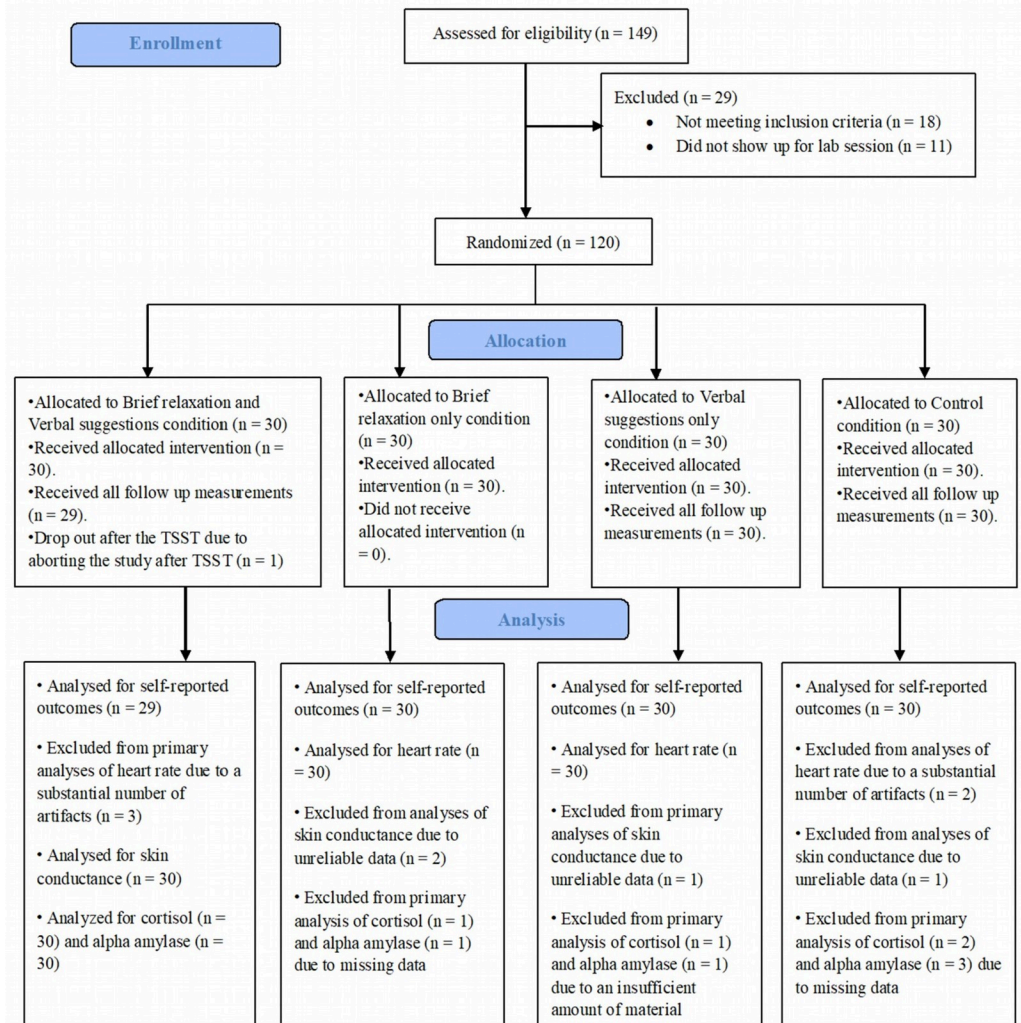 Enrollment
Assessed for eligibility (n = 149)
Excluded (n = 29)
• Not meeting inclusion criteria (n = 18)
• Did not show up for lab session (n = 11)
Randomized (n = 120)
Allocation
•Allocated to Brief relaxation and
Verbal suggestions condition (n = 30)
•Received allocated intervention (n =
30).
•Received all follow up measurements
(n = 29).
•Drop out after the TSST due to
aborting the study after TSST (n = 1)
•Allocated to Brief
relaxation only condition
(n = 30)
•Received allocated
intervention (n = 30).
•Did not receive
allocated intervention (n
= 0).
•Allocated to Verbal
suggestions only
condition (n = 30)
•Received allocated
intervention (n = 30).
•Received all follow up
measurements (n = 30).
•Allocated to Control
condition (n = 30)
•Received allocated
intervention (n = 30).
•Received all follow up
measurements (n = 30).
Analysis
• Analysed for self-reported
outcomes (n = 29)
• Excluded from primary
analyses of heart rate due to a
substantial number of
artifacts (n = 3)
• Analysed for skin
conductance (n = 30)
• Analyzed for cortisol (n =
30) and alpha amylase (n =
30)
• Analysed for self-reported
outcomes (n = 30)
• Analysed for heart rate (n
= 30)
• Excluded from analyses of
skin conductance due to
unreliable data (n = 2)
• Excluded from primary
analysis of cortisol (n = 1)
and alpha amylase (n = 1)
due to missing data
• Analysed for self-reported
outcomes (n = 30)
• Analysed for heart rate (n
= 30)
• Excluded from primary
analyses of skin
conductance due to
unreliable data (n = 1)
• Excluded from primary
analysis of cortisol (n = 1)
and alpha amylase (n = 1)
due to an insufficient
amount of material
• Analysed for self-reported
outcomes (n = 30)
• Excluded from analyses of
heart rate due to a substantial
number of artifacts (n = 2)
• Excluded from analyses of
skin conductance due to
unreliable data (n = 1)
• Excluded from primary
analysis of cortisol (n = 2)
and alpha amylase (n = 3) due
to missing data